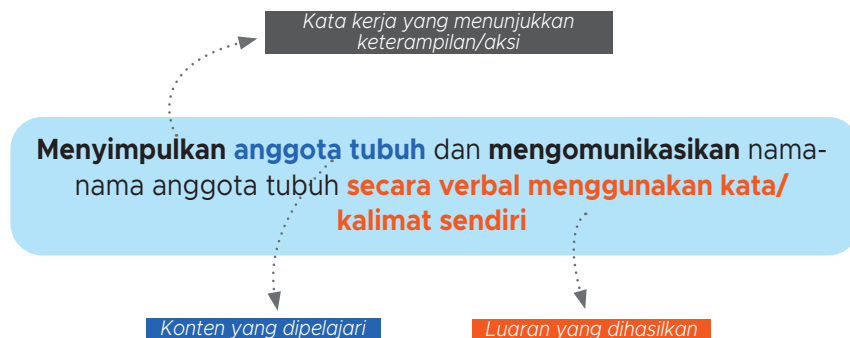 Kata kerja yang menunjukkan
keterampilan/aksi
Menyimpulkan anggota tubuh dan mengomunikasikan nama-
nama anggota tubuh secara verbal menggunakan kata/
kalimat sendiri
Konten yang dipelajari
Luaran yang dihasilkan